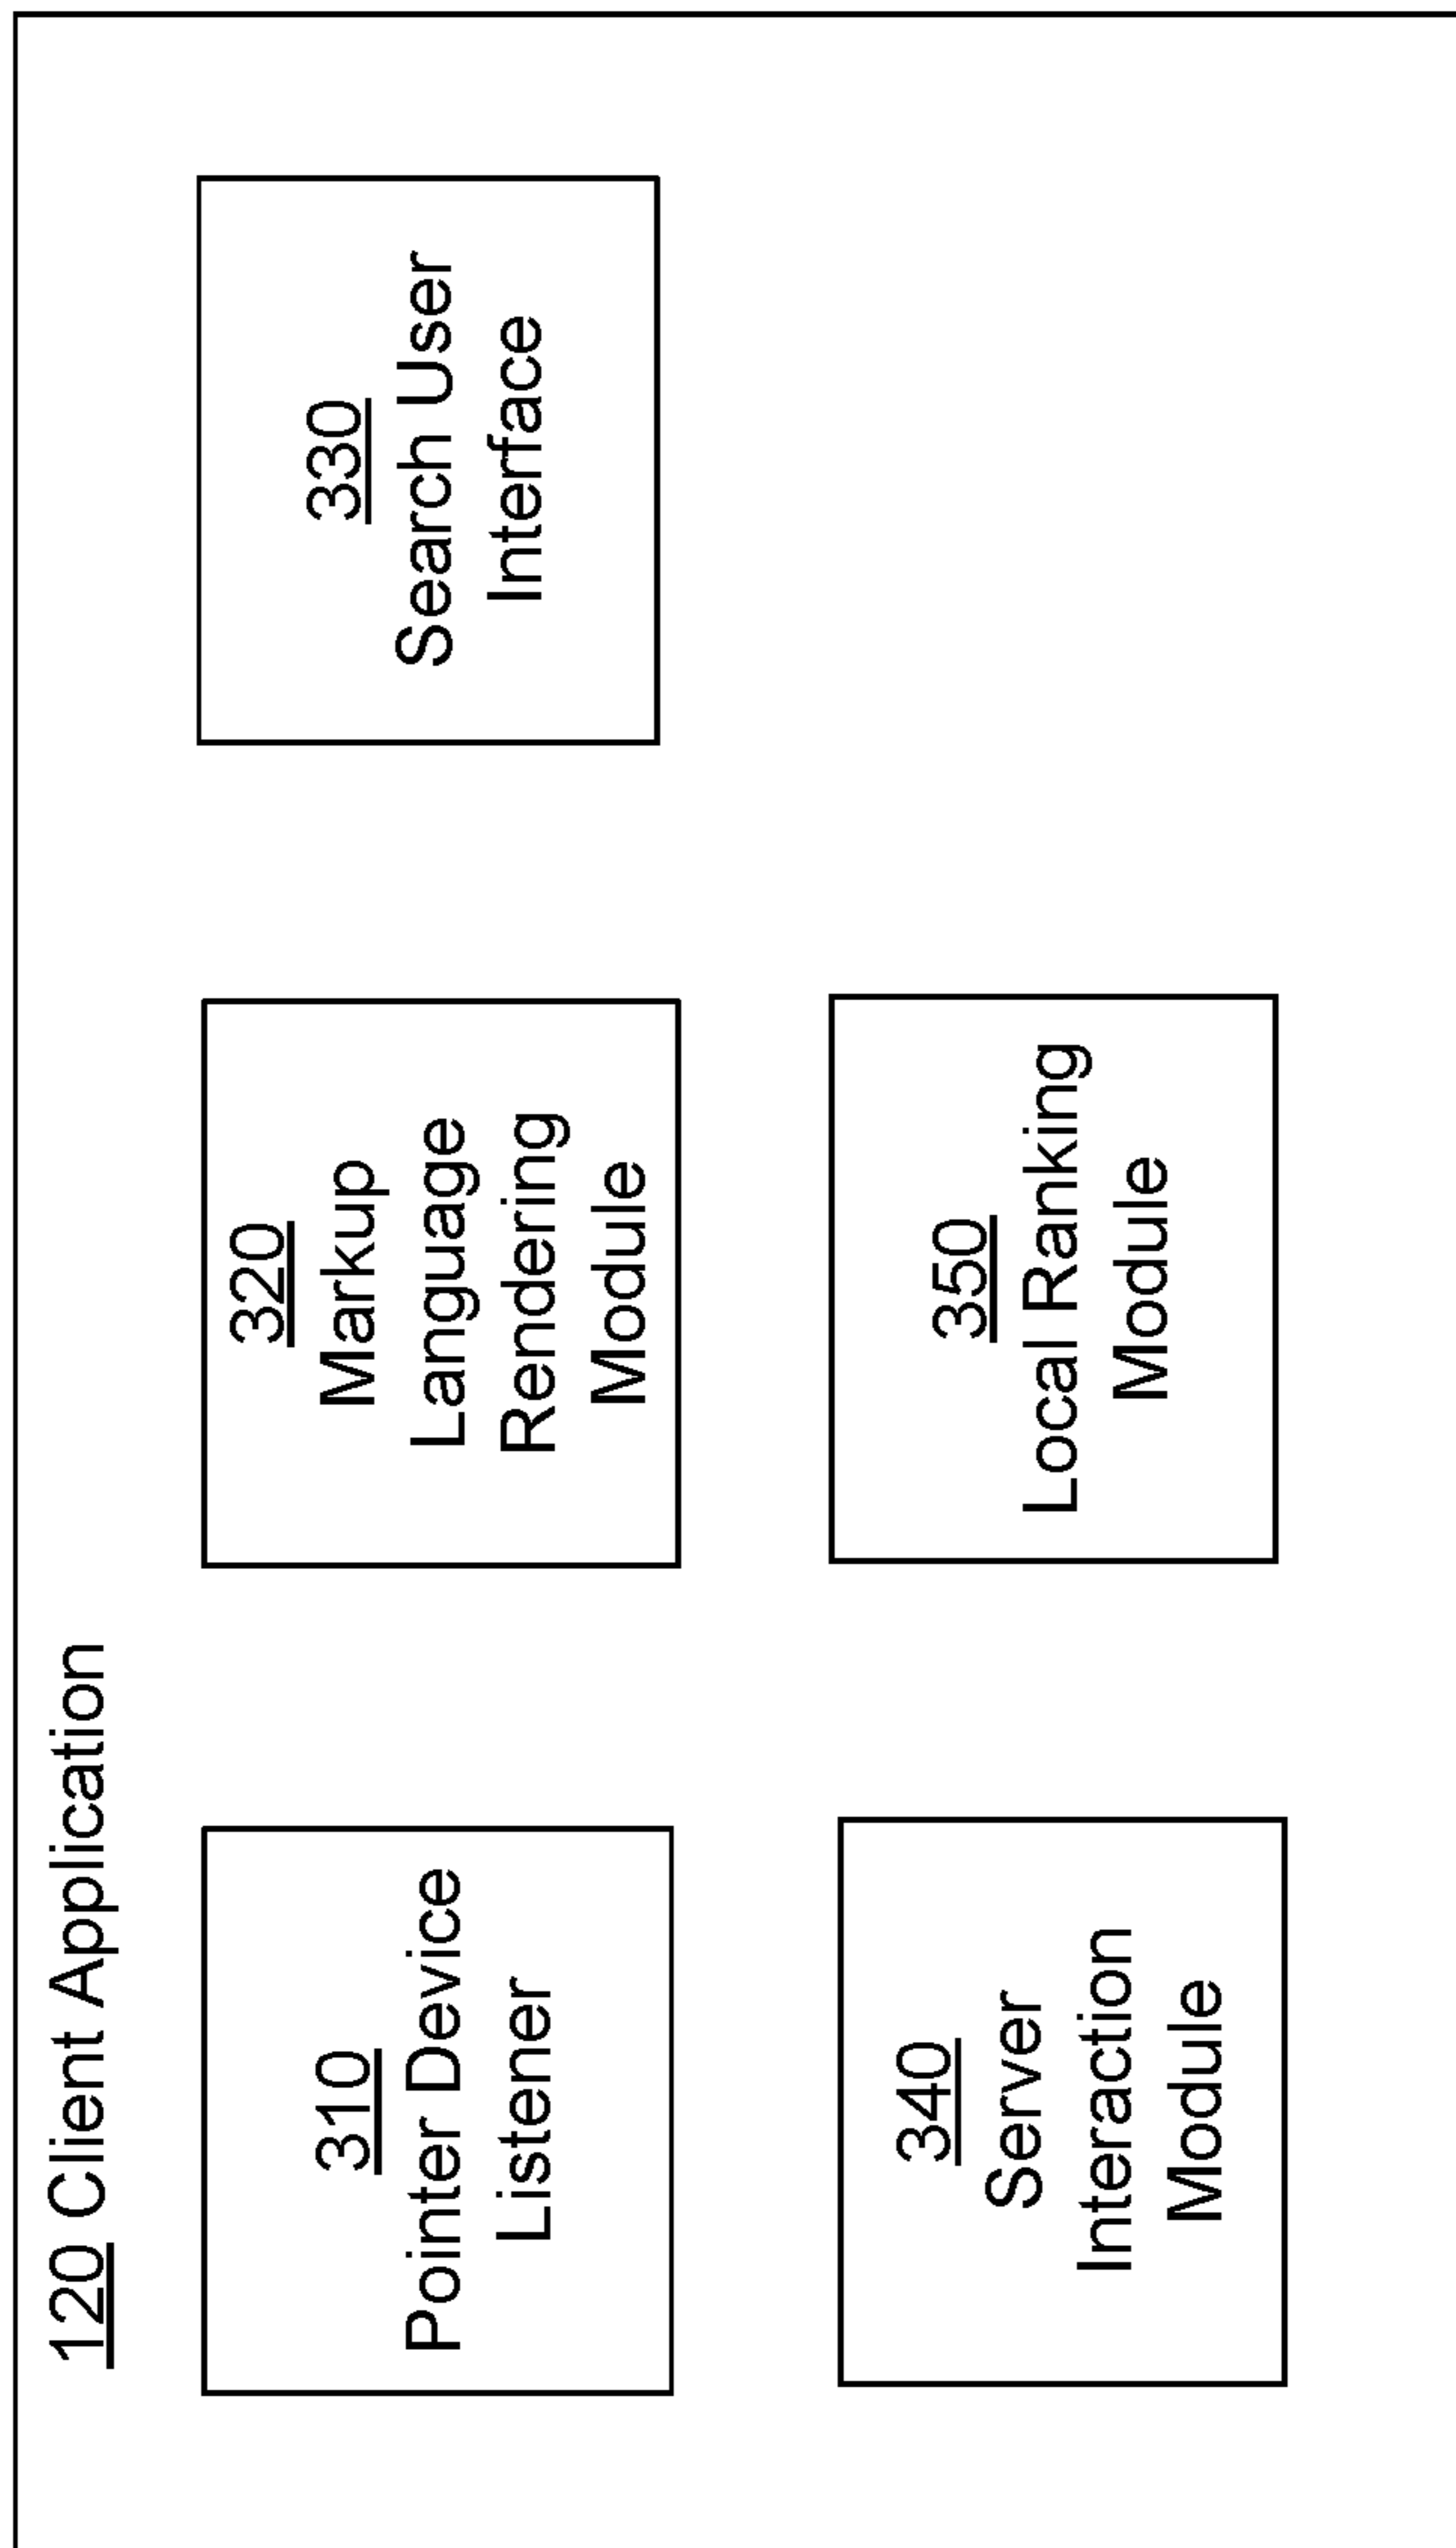 120 Client Application
310
Pointer Device
Listener
320
Markup
Language
Rendering
Module
330
Search User
Interface
340
Server
Interaction
Module
350
Local Ranking
Module